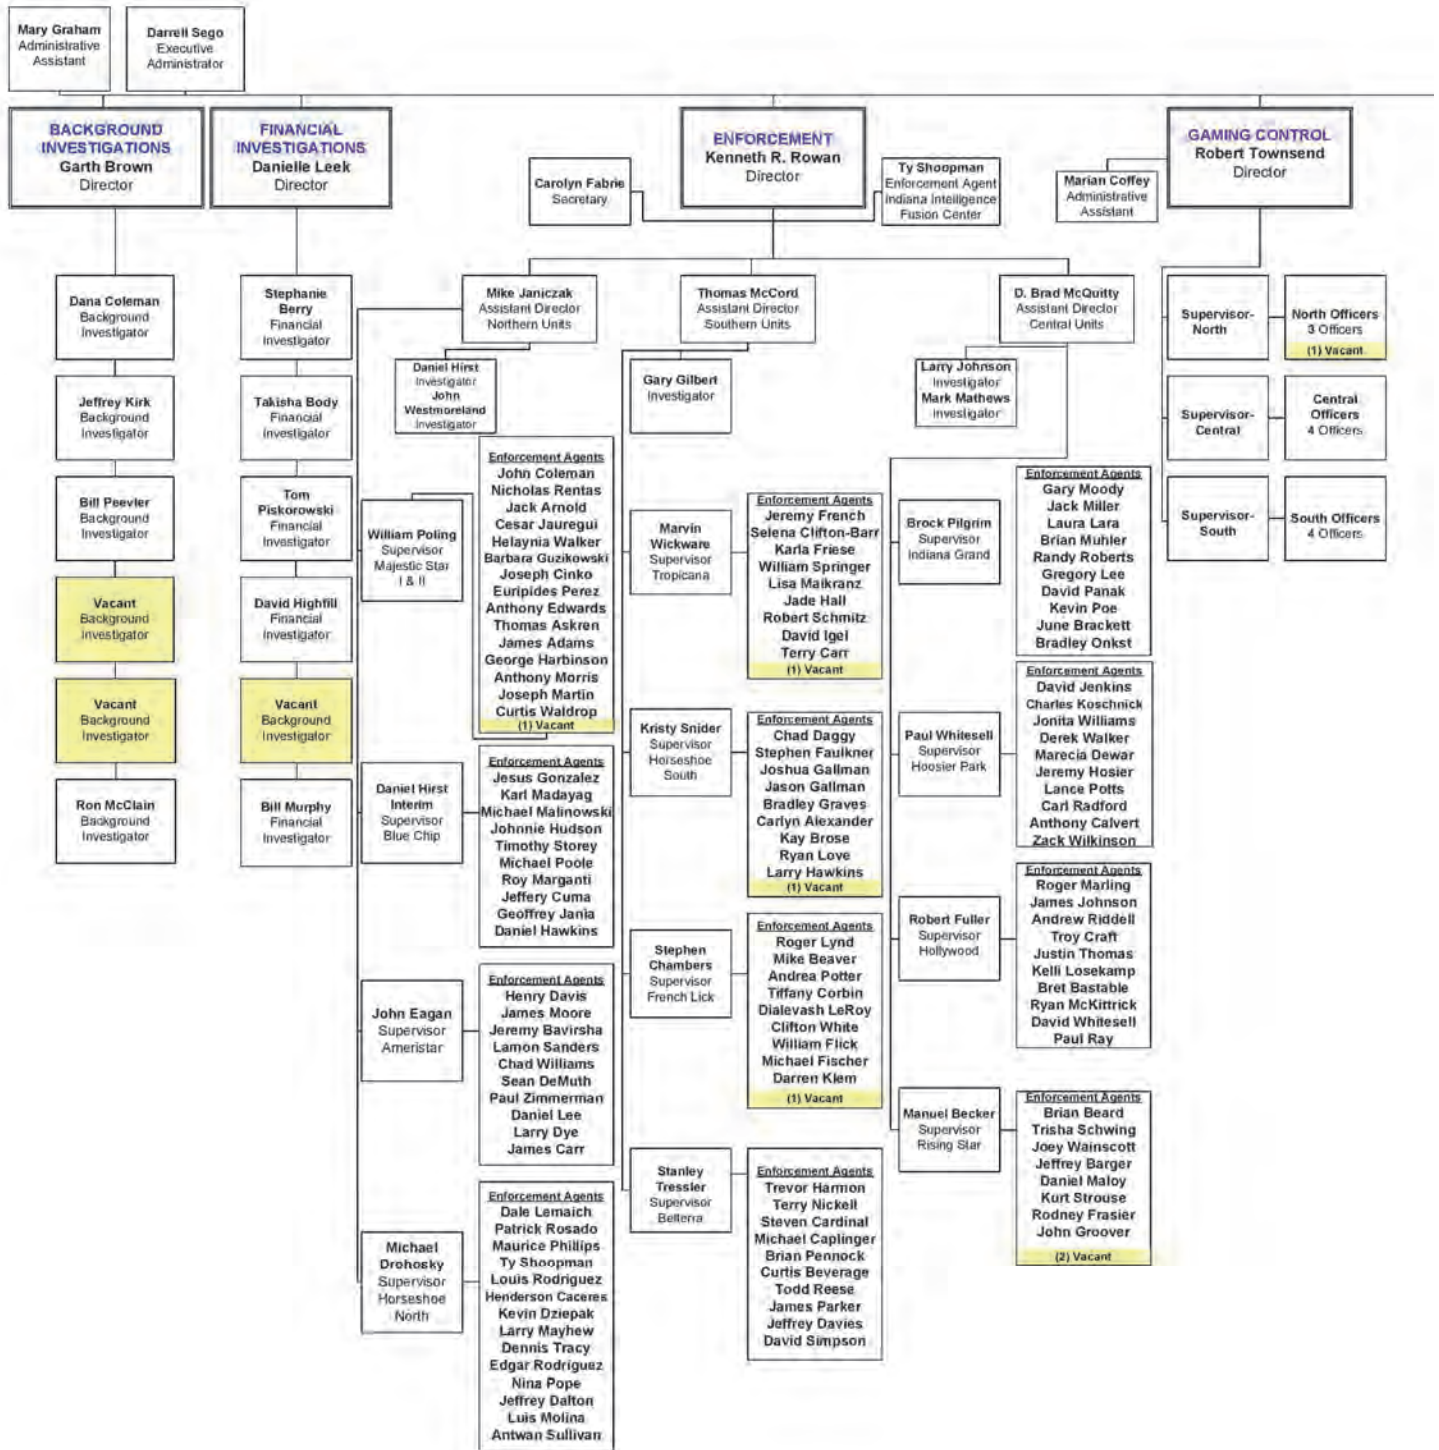 Mary Graham
Administrative
Assistant
Darrell Sego
Executive
Administrator
BACKGROUND
INVESTIGATIONS
Garth Brown
Director
FINANCIAL
INVESTIGATIONS
Danielle Leek
Director
ENFORCEMENT
Kenneth R. Rowan
Director
GAMING CONTROL
Robert Townsend
Director
Carolyn Fabrie
Secretary
Ty Shoopman
Enforcement Agent
Indiana Intelligence
Fusion Center
Marian Coffey
Administrative
Assistant
Dana Coleman
Background
Investigator
Jeffrey Kirk
Background
Investigator
Bill Peevler
Background
Investigator
Vacant
Background
Investigator
Vacant
Background
Investigator
Ron McClain
Background
Investigator
Stephanie
Berry
Financial
Investigator
Takisha Body
Financial
Investigator
Tom
Piskorowski
Financial
Investigator
David Highfill
Financial
Investigator
Vacant
Background
Investigator
Bill Murphy
Financial
Investigator
Mike Janiczak
Assistant Director
Northern Units
Daniel Hirst
Investigator
John
Westmoreland
Investigator
William Poling
Supervisor
Majestic Star
I & II
Enforcement Agents
John Coleman
Nicholas Rentas
Jack Arnold
Cesar Jauregui
Helaynia Walker
Barbara Guzikowski
Joseph Cinko
Euripides Perez
Anthony Edwards
Thomas Askren
James Adams
George Harbinson
Anthony Morris
Joseph Martin
Curtis Waldrop
(1) Vacant
Daniel Hirst
Interim
Supervisor
Blue Chip
Enforcement Agents
Jesus Gonzalez
Karl Madayag
Michael Malinowski
Johnnie Hudson
Timothy Storey
Michael Poole
Roy Marganti
Jeffery Cuma
Geoffrey Jania
Daniel Hawkins
John Eagan
Supervisor
Ameristar
Enforcement Agents
Henry Davis
James Moore
Jeremy Bavirsha
Lamon Sanders
Chad Williams
Sean DeMuth
Paul Zimmerman
Daniel Lee
Larry Dye
James Carr
Michael
Drohosky
Supervisor
Horseshoe
North
Enforcement Agents
Dale Lemaich
Patrick Rosado
Maurice Phillips
Ty Shoopman
Louis Rodriguez
Henderson Caceres
Kevin Dziepak
Larry Mayhew
Dennis Tracy
Edgar Rodriguez
Nina Pope
Jeffrey Dalton
Luis Molina
Antwan Sullivan
Thomas McCord
Assistant Director
Southern Units
Gary Gilbert
Investigator
Marvin
Wickware
Supervisor
Tropicana
Enforcement Agents
Jeremy French
Selena Clifton-Barr
Karla Friese
William Springer
Lisa Maikranz
Jade Hall
Robert Schmitz
David Igel
Terry Carr
(1) Vacant
Kristy Snider
Supervisor
Horseshoe
South
Enforcement Agents
Chad Daggy
Stephen Faulkner
Joshua Gallman
Jason Gallman
Bradley Graves
Carlyn Alexander
Kay Brose
Ryan Love
Larry Hawkins
(1) Vacant
Stephen
Chambers
Supervisor
French Lick
Enforcement Agents
Roger Lynd
Mike Beaver
Andrea Potter
Tiffany Corbin
Dialevash LeRoy
Clifton White
William Flick
Michael Fischer
Darren Klem
(1) Vacant
Stanley
Tressler
Supervisor
Belterra
Enforcement Agents
Trevor Harmon
Terry Nickell
Steven Cardinal
Michael Caplinger
Brian Pennock
Curtis Beverage
Todd Reese
James Parker
Jeffrey Davies
David Simpson
D. Brad McQuitty
Assistant Director
Central Units
Larry Johnson
Investigator
Mark Mathews
Investigator
Brock Pilgrim
Supervisor
Indiana Grand
Enforcement Agents
Gary Moody
Jack Miller
Laura Lara
Brian Muhler
Randy Roberts
Gregory Lee
David Panak
Kevin Poe
June Brackett
Bradley Onkst
Paul Whitesell
Supervisor
Hoosier Park
Enforcement Agents
David Jenkins
Charles Koschnick
Jonita Williams
Derek Walker
Marecia Dewar
Jeremy Hosier
Lance Potts
Carl Radford
Anthony Calvert
Zack Wilkinson
Robert Fuller
Supervisor
Hollywood
Enforcement Agents
Roger Marling
James Johnson
Andrew Riddell
Troy Craft
Justin Thomas
Kelli Losekamp
Bret Bastable
Ryan McKittrick
David Whitesell
Paul Ray
Manuel Becker
Supervisor
Rising Star
Enforcement Agents
Brian Beard
Trisha Schwing
Joey Wainscott
Jeffrey Barger
Daniel Maloy
Kurt Strouse
Rodney Frasier
John Groover
(2) Vacant
Supervisor-
North
North Officers
3 Officers
(1) Vacant
Supervisor-
Central
Central
Officers
4 Officers
Supervisor-
South
South Officers
4 Officers